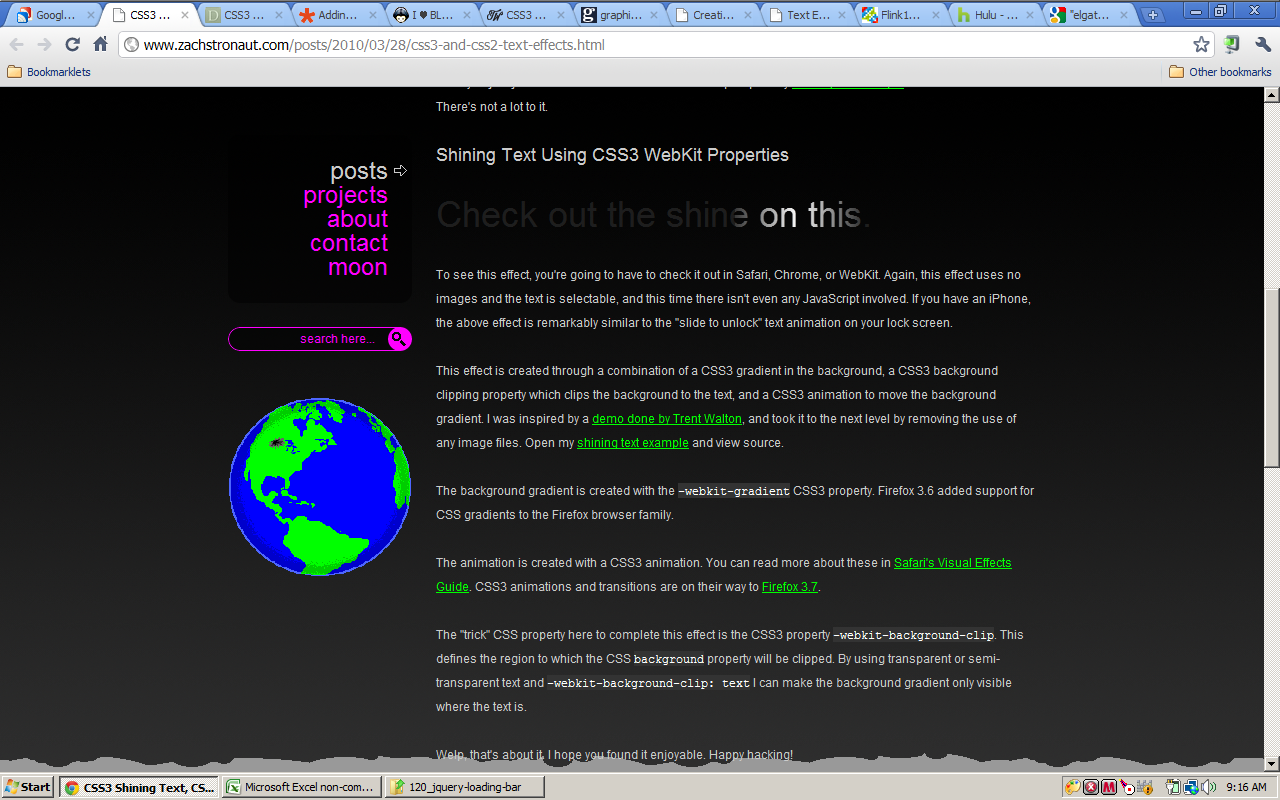 Googl...
CSS3 ...
CSS3 ...
Addin...
I ♥ BL...
CSS3 ...
graphi...
Creati...
Text E...
Flink1...
Hulu - ...
"elgat...
www.zachstronaut.com/posts/2010/03/28/css3-and-css2-text-effects.html
Bookmarklets
Other bookmarks
There's not a lot to it.
posts
projects
about
contact
moon
search here...
Shining Text Using CSS3 WebKit Properties
Check out the shine on this.
To see this effect, you're going to have to check it out in Safari, Chrome, or WebKit. Again, this effect uses no
images and the text is selectable, and this time there isn't even any JavaScript involved. If you have an iPhone,
the above effect is remarkably similar to the "slide to unlock" text animation on your lock screen.
This effect is created through a combination of a CSS3 gradient in the background, a CSS3 background
clipping property which clips the background to the text, and a CSS3 animation to move the background
gradient. I was inspired by a demo done by Trent Walton, and took it to the next level by removing the use of
any image files. Open my shining text example and view source.
The background gradient is created with the -webkit-gradient CSS3 property. Firefox 3.6 added support for
CSS gradients to the Firefox browser family.
The animation is created with a CSS3 animation. You can read more about these in Safari's Visual Effects
Guide. CSS3 animations and transitions are on their way to Firefox 3.7.
The "trick" CSS property here to complete this effect is the CSS3 property -webkit-background-clip. This
defines the region to which the CSS background property will be clipped. By using transparent or semi-
transparent text and -webkit-background-clip: text I can make the background gradient only visible
where the text is.
Welp, that's about it. I hope you found it enjoyable. Happy hacking!
Start
CSS3 Shining Text, CS...
Microsoft Excel non-com...
120_jquery-loading-bar
9:16 AM